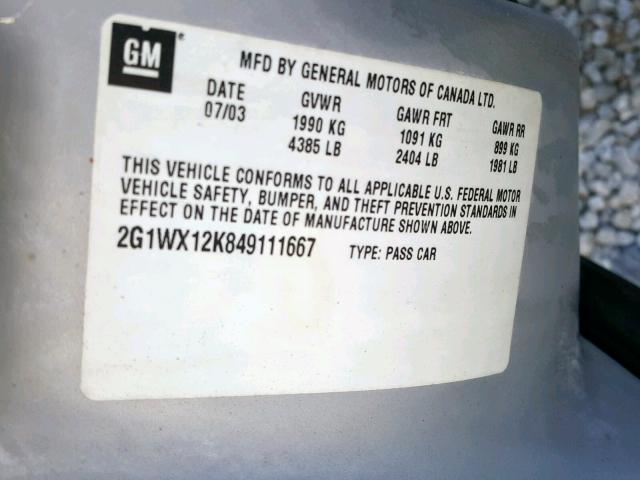 GM ®
MFD BY GENERAL MOTORS OF CANADA LTD.
DATE GVWR GAWR FRT GAWR RR
07/03 1990 KG 1091 KG 899 KG
4385 LB 2404 LB 1981 LB
THIS VEHICLE CONFORMS TO ALL APPLICABLE U.S. FEDERAL MOTOR
VEHICLE SAFETY, BUMPER, AND THEFT PREVENTION STANDARDS IN
EFFECT ON THE DATE OF MANUFACTURE SHOWN ABOVE.
2G1WX12K849111667 TYPE: PASS CAR